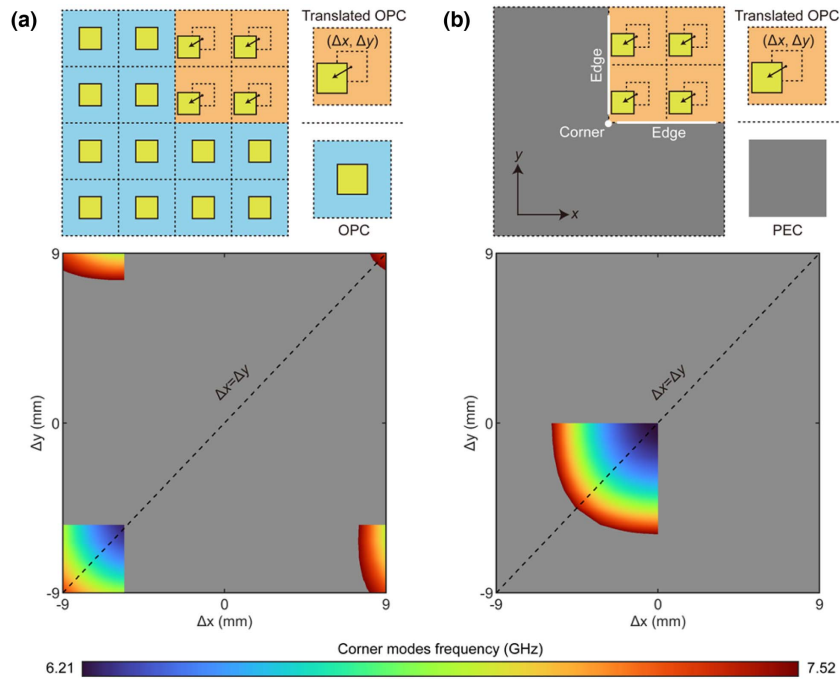 (a)
Translated OPC
(Δx, Δy)
OPC
9
0
-9
Δy (mm)
Δx=Δy
-9
0
9
Δx (mm)
(b)
Edge
Corner
Edge
y
x
Translated OPC
(Δx, Δy)
PEC
9
0
-9
Δy (mm)
Δx=Δy
-9
0
9
Δx (mm)
Corner modes frequency (GHz)
6.21
7.52